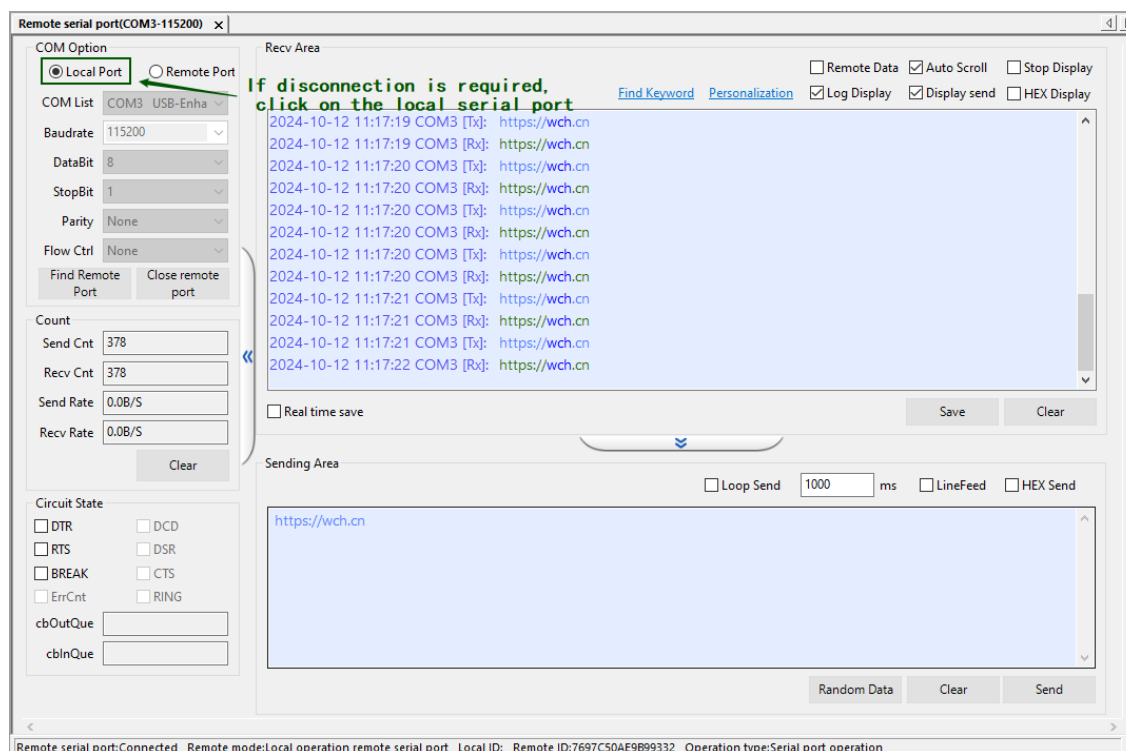 Remote serial port(COM3-115200) x
COM Option
Local Port Remote Port
COM List COM3 USB-Enha
Baudrate 115200
DataBit 8
StopBit 1
Parity None
Flow Ctrl None
Find Remote Port Close remote port
Count
Send Cnt 378
Recv Cnt 378
Send Rate 0.0B/S
Recv Rate 0.0B/S
Clear
Circuit State
DTR DCD
RTS DSR
BREAK CTS
ErrCnt RING
cbOutQue
cbInQue
Recv Area
If disconnection is required,
click on the local serial port
Remote Data Auto Scroll Stop Display
Find Keyword Personalization Log Display Display send HEX Display
2024-10-12 11:17:19 COM3 [Tx]: https://wch.cn
2024-10-12 11:17:19 COM3 [Rx]: https://wch.cn
2024-10-12 11:17:20 COM3 [Tx]: https://wch.cn
2024-10-12 11:17:20 COM3 [Rx]: https://wch.cn
2024-10-12 11:17:20 COM3 [Tx]: https://wch.cn
2024-10-12 11:17:20 COM3 [Rx]: https://wch.cn
2024-10-12 11:17:20 COM3 [Tx]: https://wch.cn
2024-10-12 11:17:20 COM3 [Rx]: https://wch.cn
2024-10-12 11:17:21 COM3 [Tx]: https://wch.cn
2024-10-12 11:17:21 COM3 [Rx]: https://wch.cn
2024-10-12 11:17:21 COM3 [Tx]: https://wch.cn
2024-10-12 11:17:22 COM3 [Rx]: https://wch.cn
Real time save Save Clear
Sending Area
Loop Send 1000 ms LineFeed HEX Send
https://wch.cn
Random Data Clear Send
Remote serial port:Connected Remote mode:Local operation remote serial port Local ID: Remote ID:7697C50AE9B99332 Operation type:Serial port operation